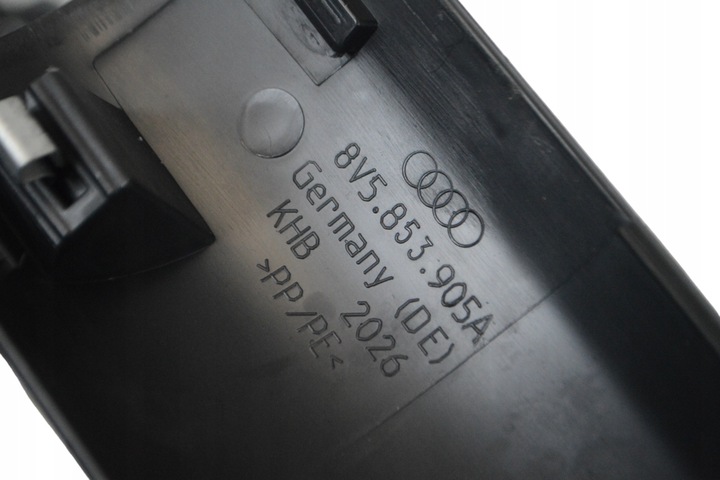 8V5.853.905A
Germany (DE)
KHB 2026
>PP/PE<